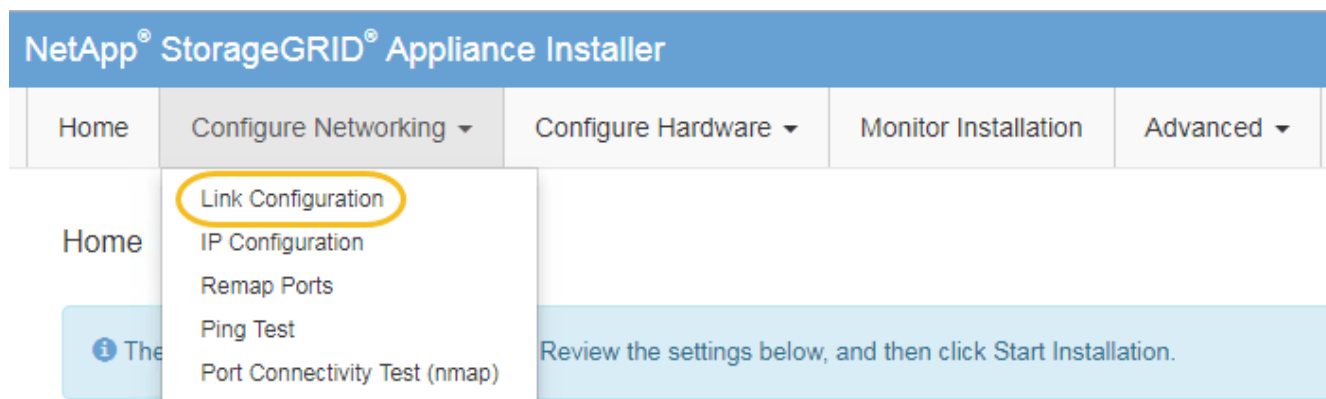 NetApp® StorageGRID® Appliance Installer
Home Configure Networking Configure Hardware Monitor Installation Advanced
Link Configuration
Home IP Configuration
Remap Ports
Ping Test
The Review the settings below, and then click Start Installation.
Port Connectivity Test (nmap)